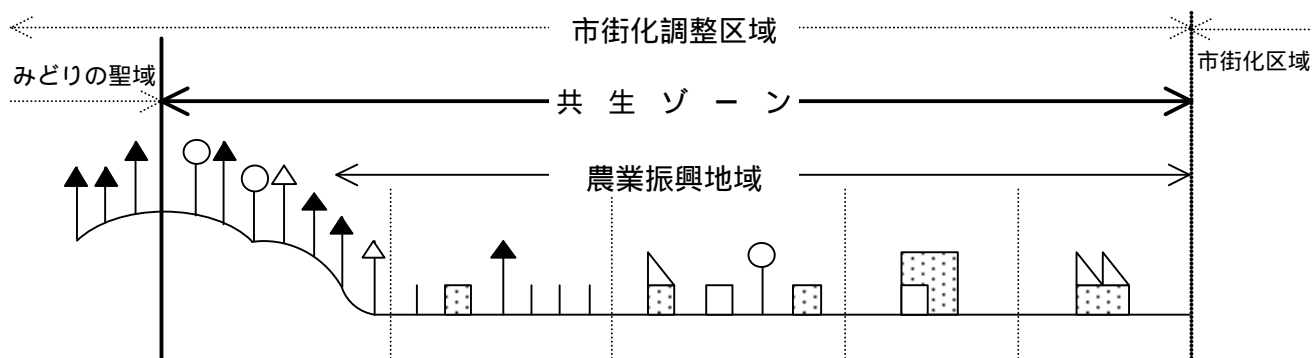 市街化調整区域
みどりの聖域
市街化区域
共生ゾーン
農業振興地域